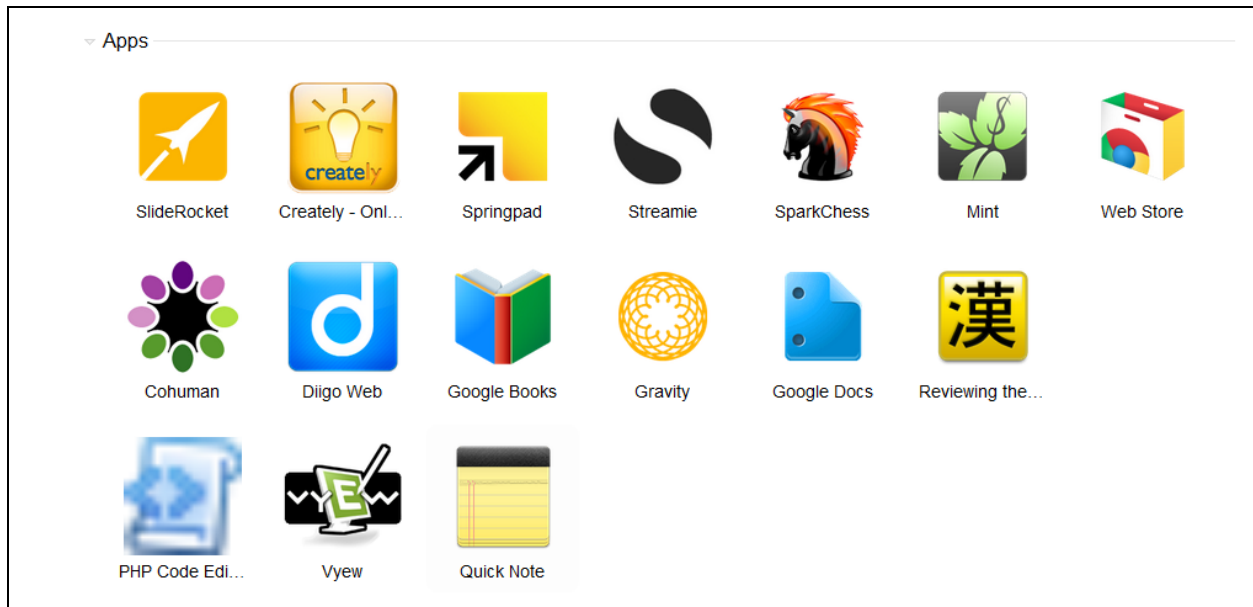 Apps
creately
SlideRocket
Creately - Onl...
Springpad
Streamie
SparkChess
Mint
Web Store
漢
Cohuman
Diigo Web
Google Books
Gravity
Google Docs
Reviewing the...
VYEW
PHP Code Edi...
Vyew
Quick Note